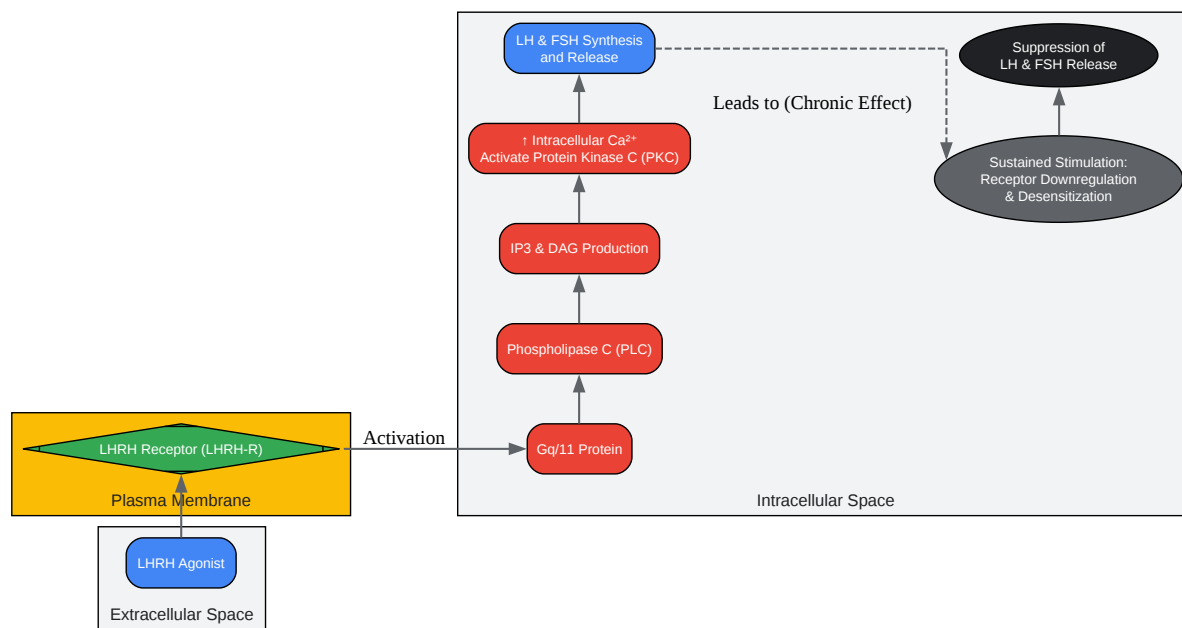 LH & FSH Synthesis
and Release
Suppression of
LH & FSH Release
Leads to (Chronic Effect)
↑ Intracellular Ca²⁺
Activate Protein Kinase C (PKC)
Sustained Stimulation:
Receptor Downregulation
& Desensitization
IP3 & DAG Production
Phospholipase C (PLC)
LHRH Receptor (LHRH-R)
Activation
Gq/11 Protein
Plasma Membrane
Intracellular Space
LHRH Agonist
Extracellular Space